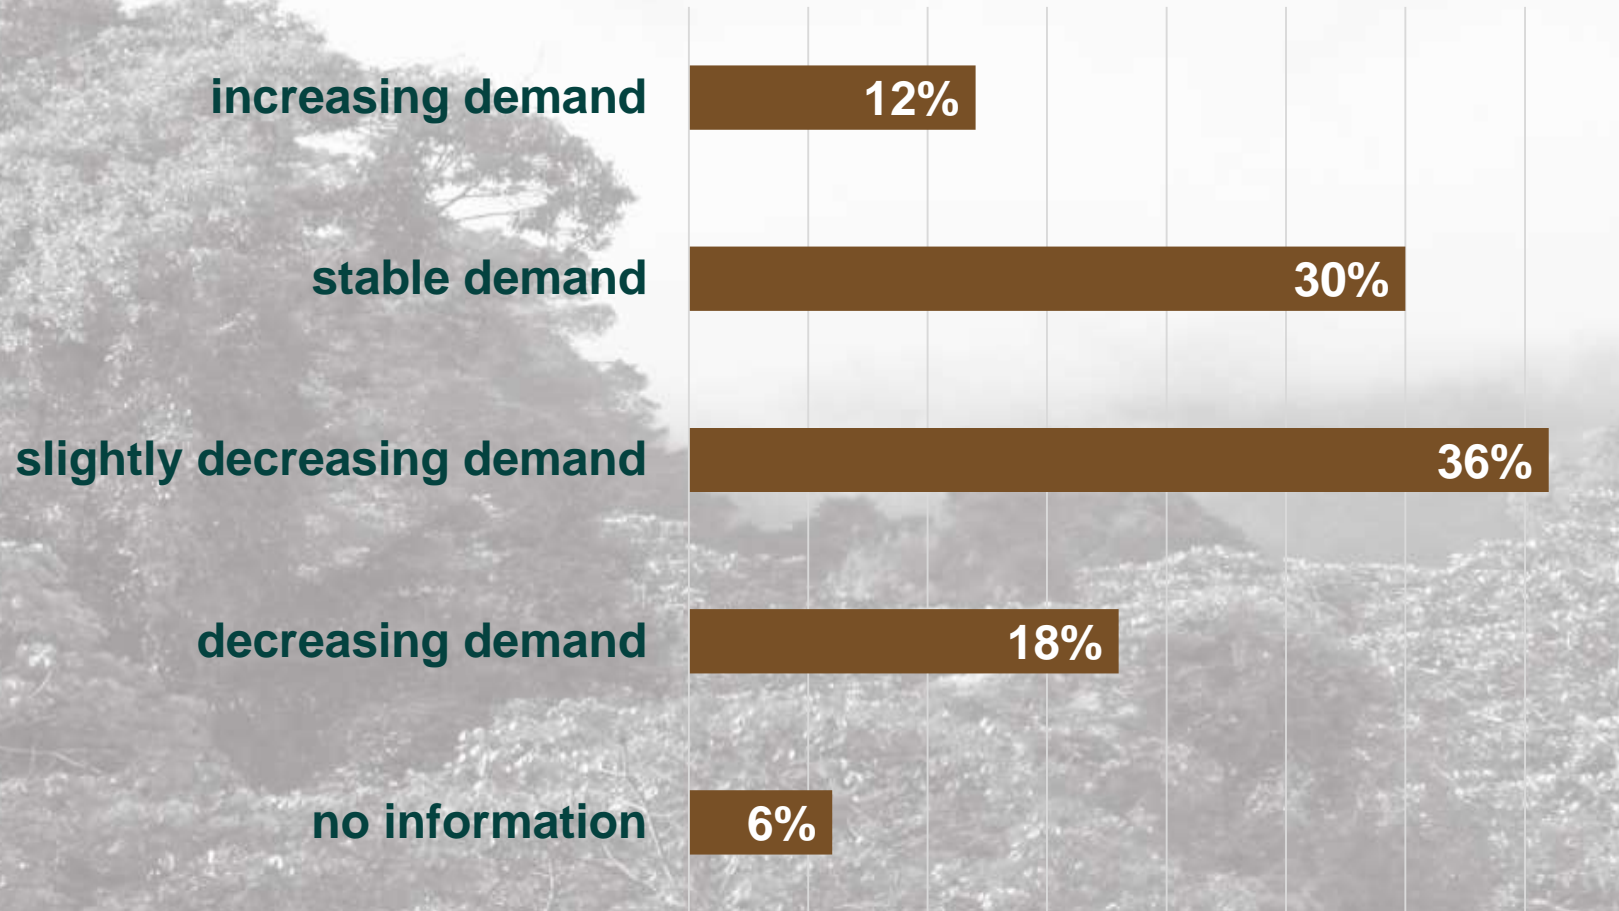 increasing demand 12%
stable demand 30%
slightly decreasing demand 36%
decreasing demand 18%
no information 6%